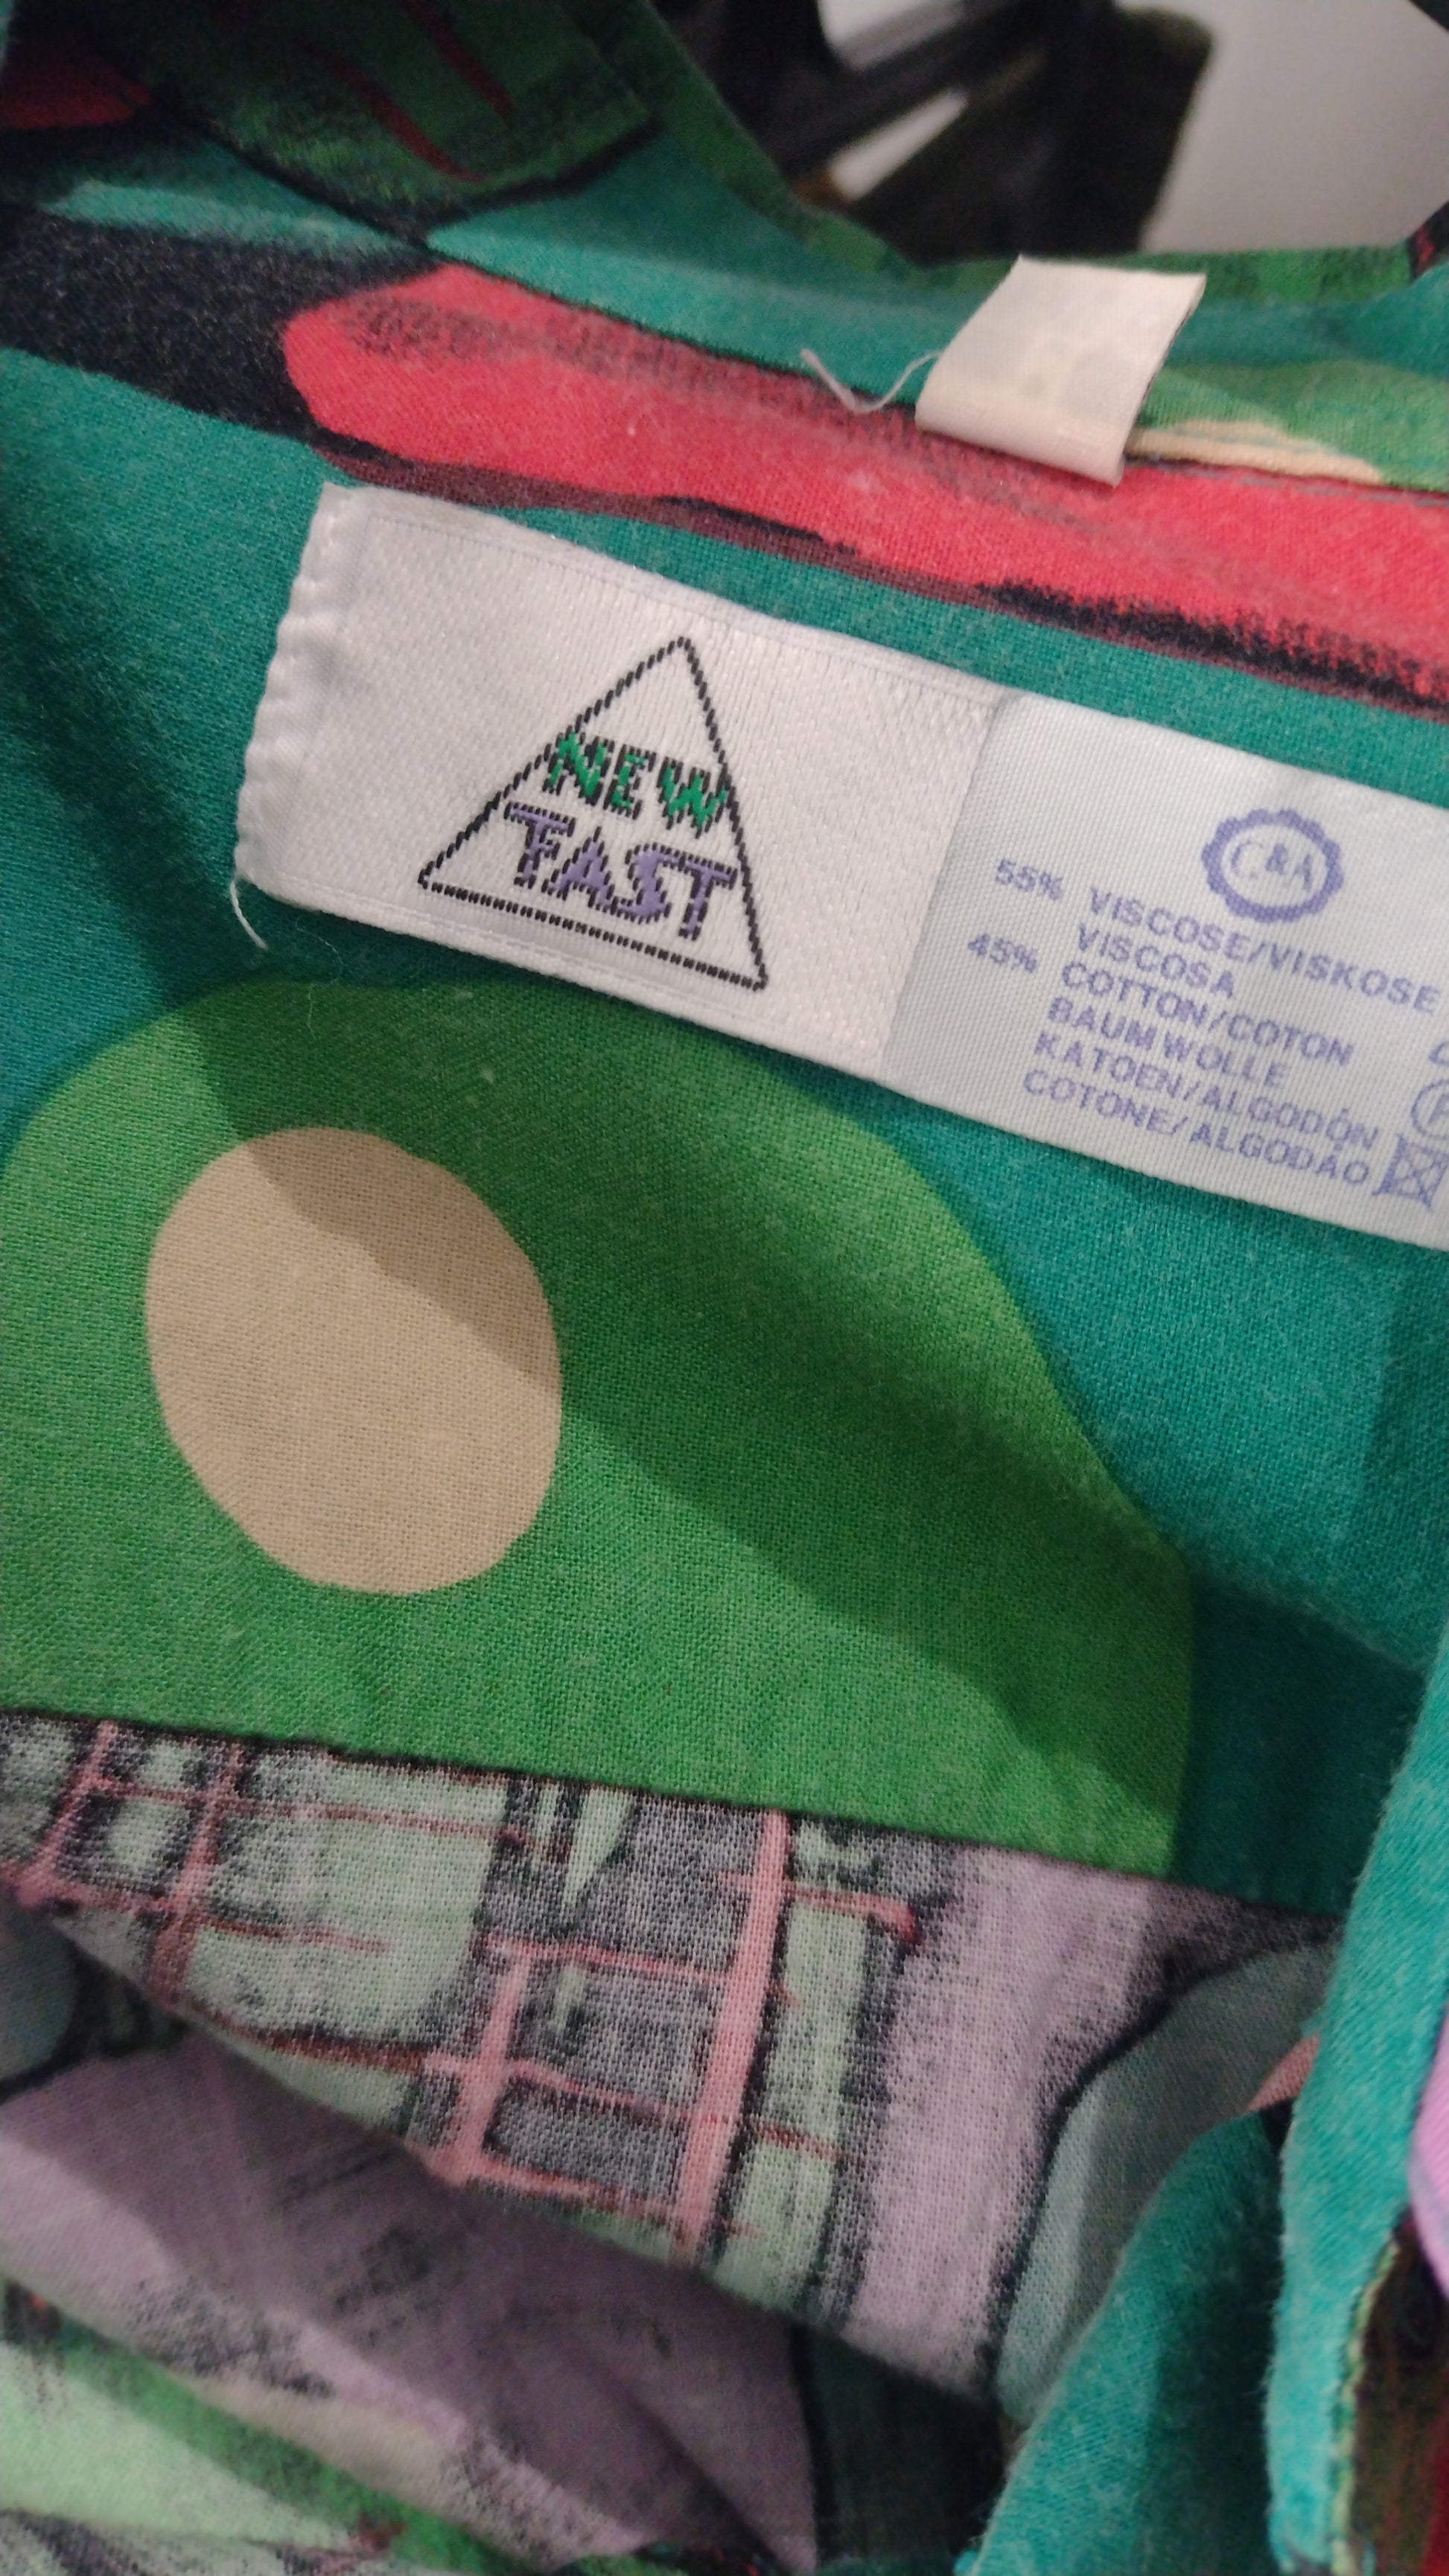 NEW
FAST
C&A
55% VISCOSE/VISKOSE
VISCOSA
45% COTTON/COTON
BAUMWOLLE
KATOEN/ALGODÓN
COTONE/ALGODÃO